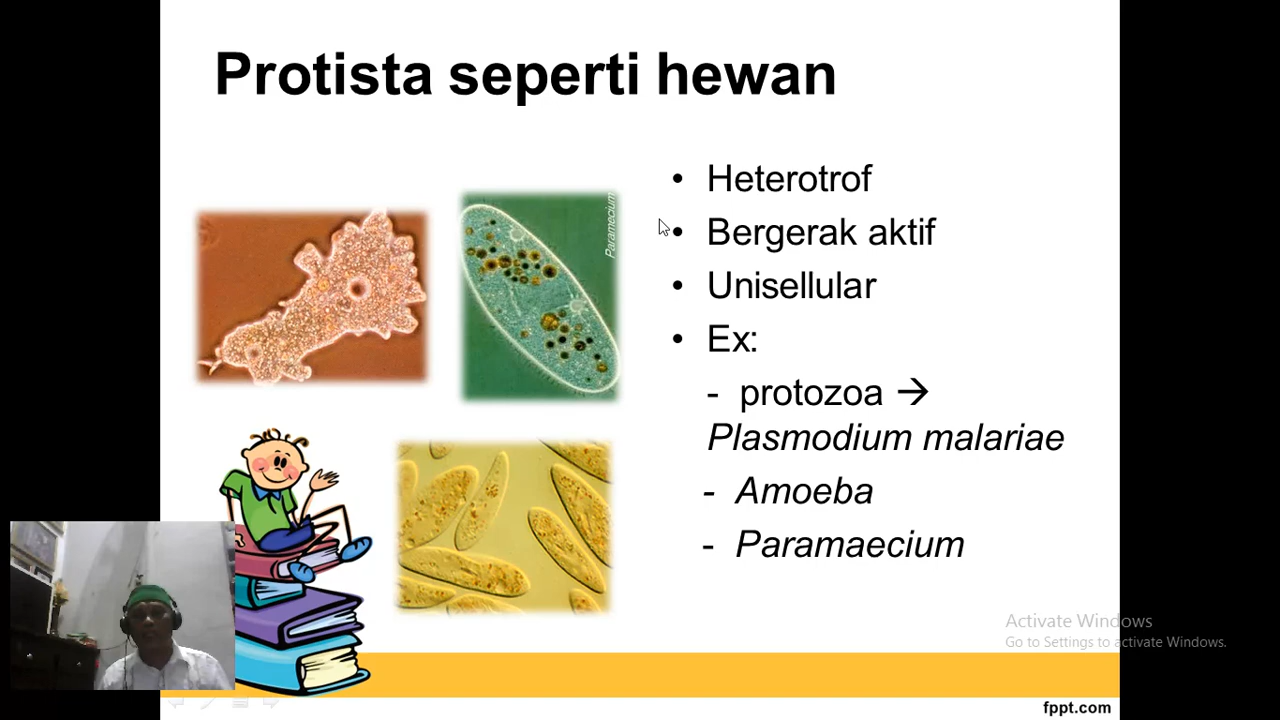 Protista seperti hewan
Paramecium
• Heterotrof
• Bergerak aktif
• Unisellular
• Ex:
- protozoa →
Plasmodium malariae
- Amoeba
- Paramaecium
Activate Windows
Go to Settings to activate Windows.
fppt.com